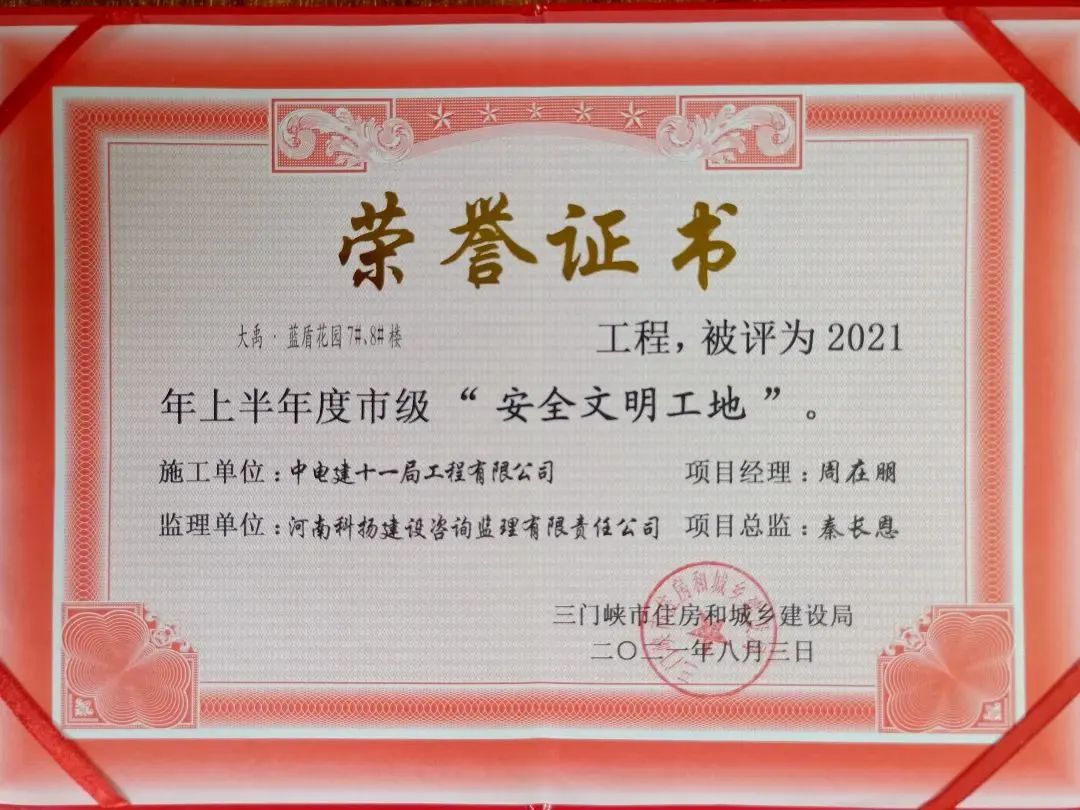 荣誉证书
大禹·蓝盾花园7#、8#楼 工程，被评为2021
年上半年度市级“安全文明工地”。
施工单位：中电建十一局工程有限公司 项目经理：周在朋
监理单位：河南科扬建设咨询监理有限责任公司 项目总监：秦长恩
三门峡市住房和城乡建设局
二〇二一年八月三日